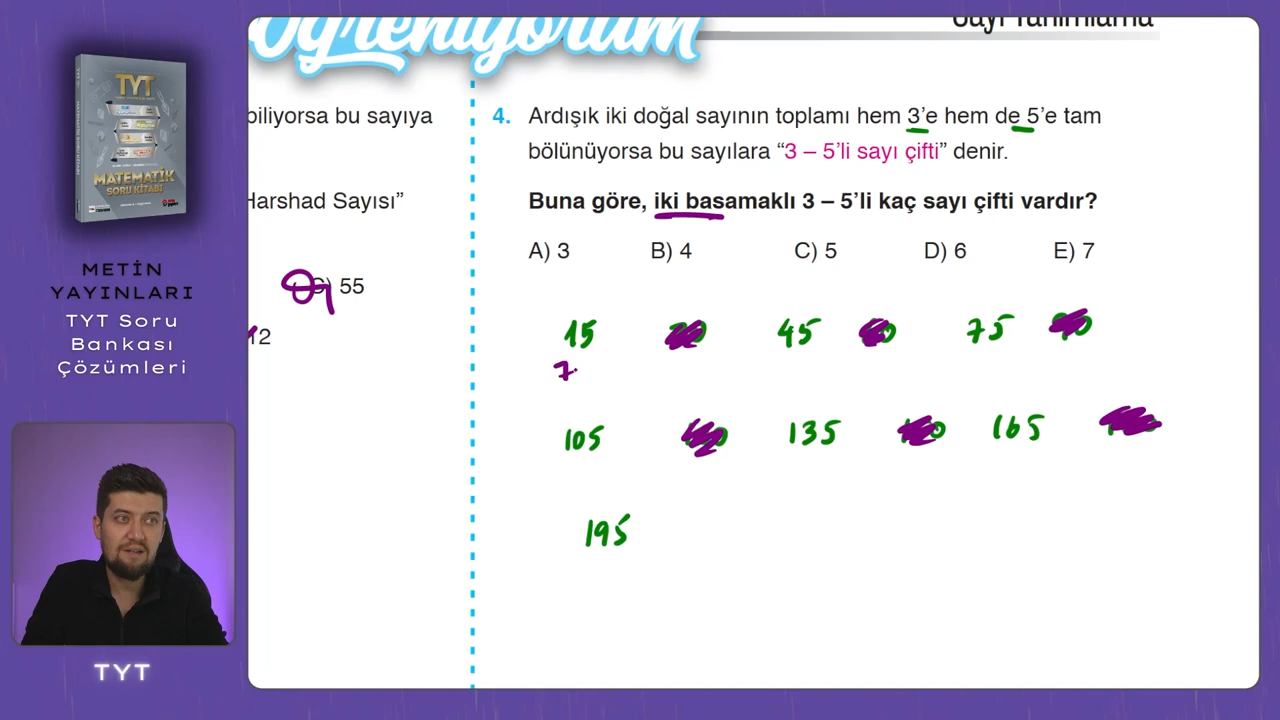 Öğreniyorum
Sayı Tanımlama
TYT
MATEMATİK
SORU KİTABI
METİN
YAYINLARI
TYT Soru
Bankası
Çözümleri
TYT
biliyorsa bu sayıya
Harshad Sayısı”
C) 55
12
4. Ardışık iki doğal sayının toplamı hem 3’e hem de 5’e tam
bölünüyorsa bu sayılara “3 – 5’li sayı çifti” denir.
Buna göre, iki basamaklı 3 – 5’li kaç sayı çifti vardır?
A) 3 B) 4 C) 5 D) 6 E) 7
15 45 75
7
105 135 165
195